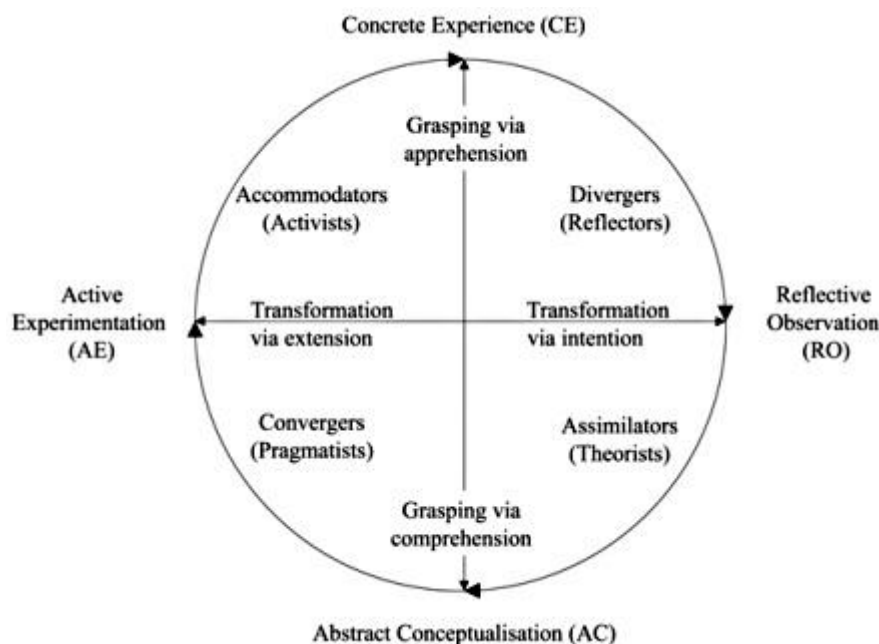 Concrete Experience (CE)
Grasping via
apprehension
Accommodators
(Activists)
Divergers
(Reflectors)
Active
Experimentation
(AE)
Transformation
via extension
Transformation
via intention
Reflective
Observation
(RO)
Convergers
(Pragmatists)
Assimilators
(Theorists)
Grasping via
comprehension
Abstract Conceptualisation (AC)